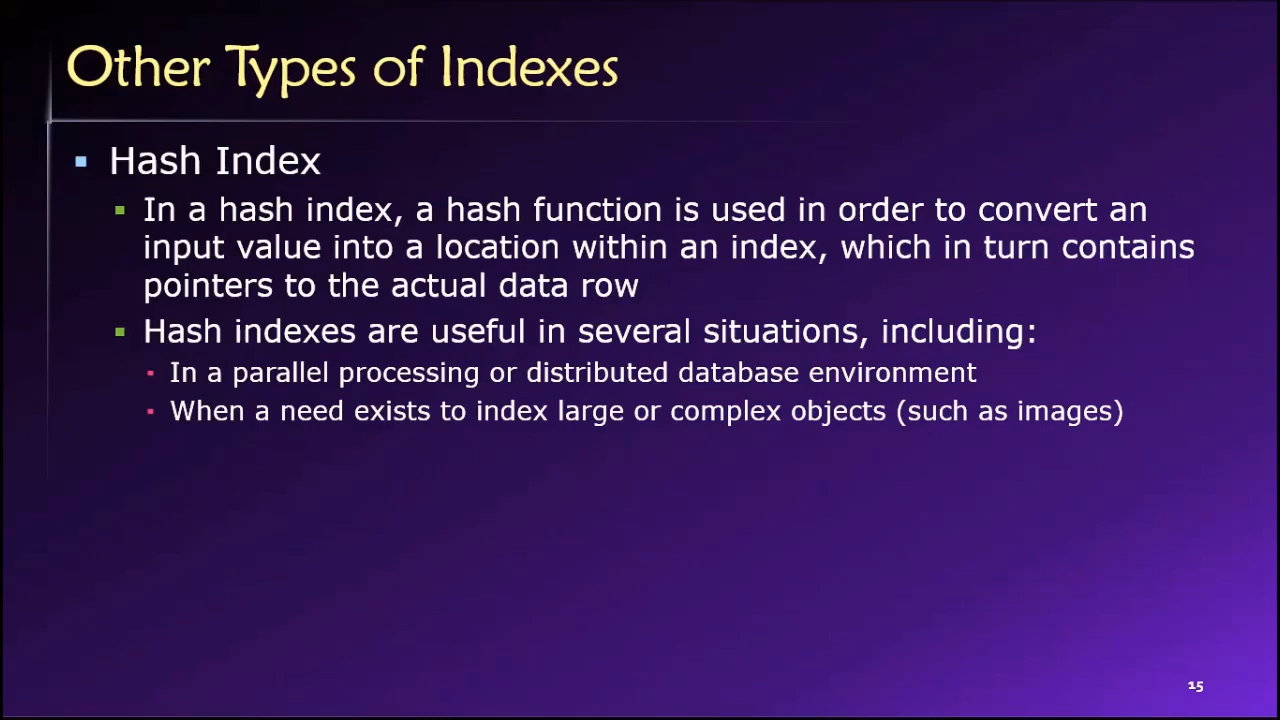 Other Types of Indexes
Hash Index
In a hash index, a hash function is used in order to convert an
input value into a location within an index, which in turn contains
pointers to the actual data row
Hash indexes are useful in several situations, including:
In a parallel processing or distributed database environment
When a need exists to index large or complex objects (such as images)
15